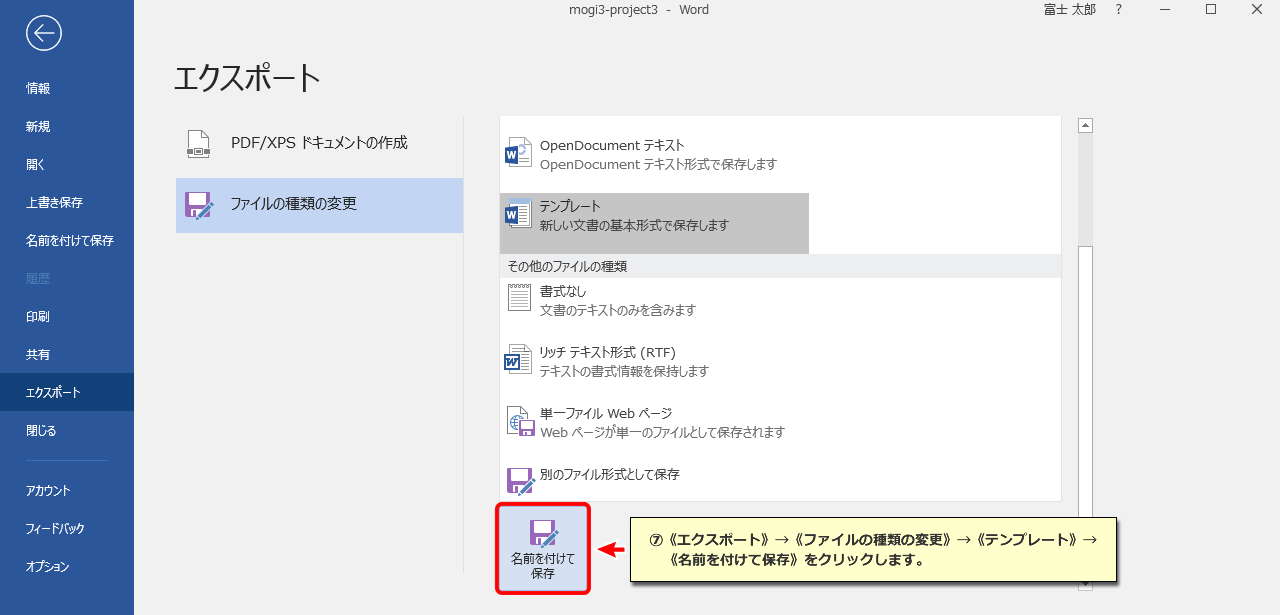 mogi3-project3 - Word
富士 太郎
?
情報
新規
開く
上書き保存
名前を付けて保存
履歴
印刷
共有
エクスポート
閉じる
アカウント
フィードバック
オプション
エクスポート
PDF/XPS ドキュメントの作成
ファイルの種類の変更
OpenDocument テキスト
OpenDocument テキスト形式で保存します
テンプレート
新しい文書の基本形式で保存します
その他のファイルの種類
書式なし
文書のテキストのみを含みます
リッチ テキスト形式 (RTF)
テキストの書式情報を保持します
単一ファイル Web ページ
Web ページが単一のファイルとして保存されます
別のファイル形式として保存
名前を付けて
保存
⑦《エクスポート》→《ファイルの種類の変更》→《テンプレート》→
《名前を付けて保存》をクリックします。